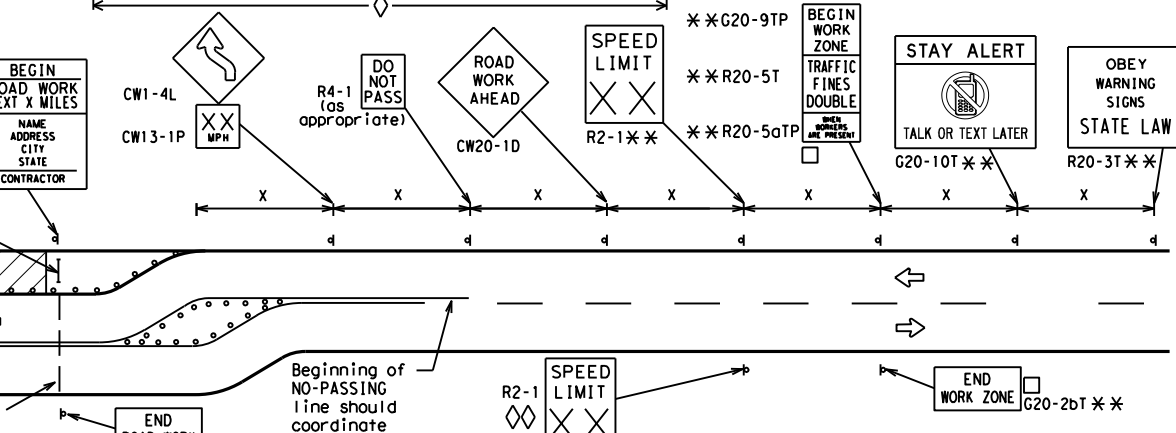 BEGIN
ROAD WORK
NEXT X MILES
NAME
ADDRESS
CITY
STATE
CONTRACTOR
CW1-4L
CW13-1P
XX
MPH
R4-1
(as
appropriate)
DO
NOT
PASS
ROAD
WORK
AHEAD
CW20-1D
SPEED
LIMIT
X X
R2-1 **
** G20-9TP
** R20-5T
** R20-5aTP
BEGIN
WORK
ZONE
TRAFFIC
FINES
DOUBLE
WHEN
WORKERS
ARE PRESENT
STAY ALERT
TALK OR TEXT LATER
G20-10T **
OBEY
WARNING
SIGNS
STATE LAW
R20-3T **
X
X
X
X
X
X
X
Beginning of
NO-PASSING
line should
coordinate
R2-1
SPEED
LIMIT
X X
END
WORK ZONE
G20-2bT **
END
ROAD WORK